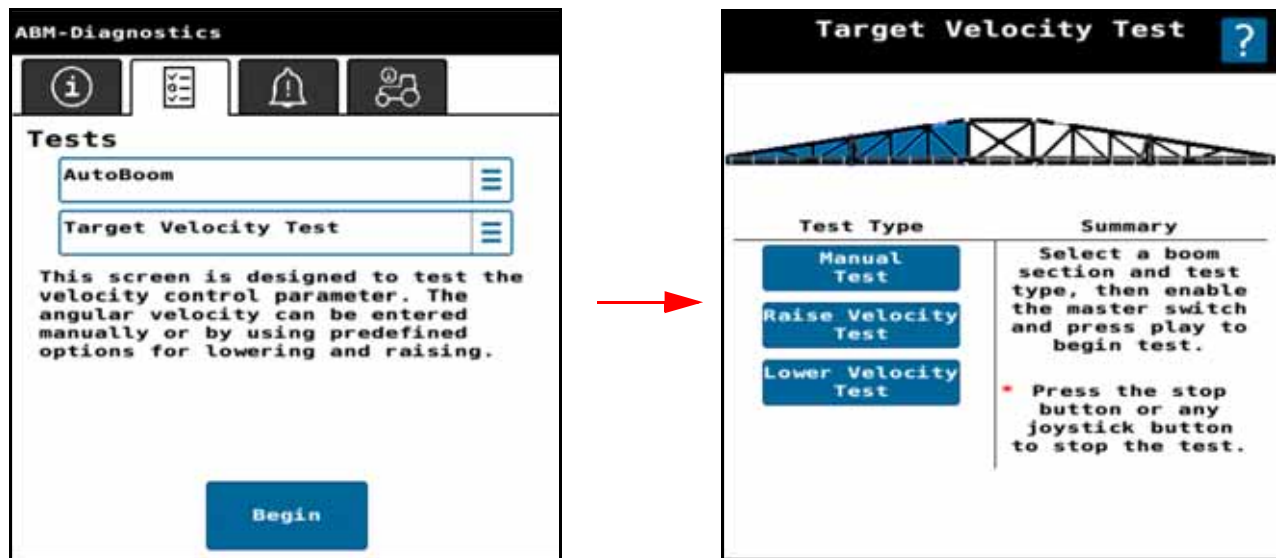 ABM-Diagnostics
Tests
AutoBoom
Target Velocity Test
This screen is designed to test the
velocity control parameter. The
angular velocity can be entered
manually or by using predefined
options for lowering and raising.
Begin
Target Velocity Test
?
Test Type
Manual
Test
Raise Velocity
Test
Lower Velocity
Test
Summary
Select a boom
section and test
type, then enable
the master switch
and press play to
begin test.
* Press the stop
button or any
joystick button
to stop the test.